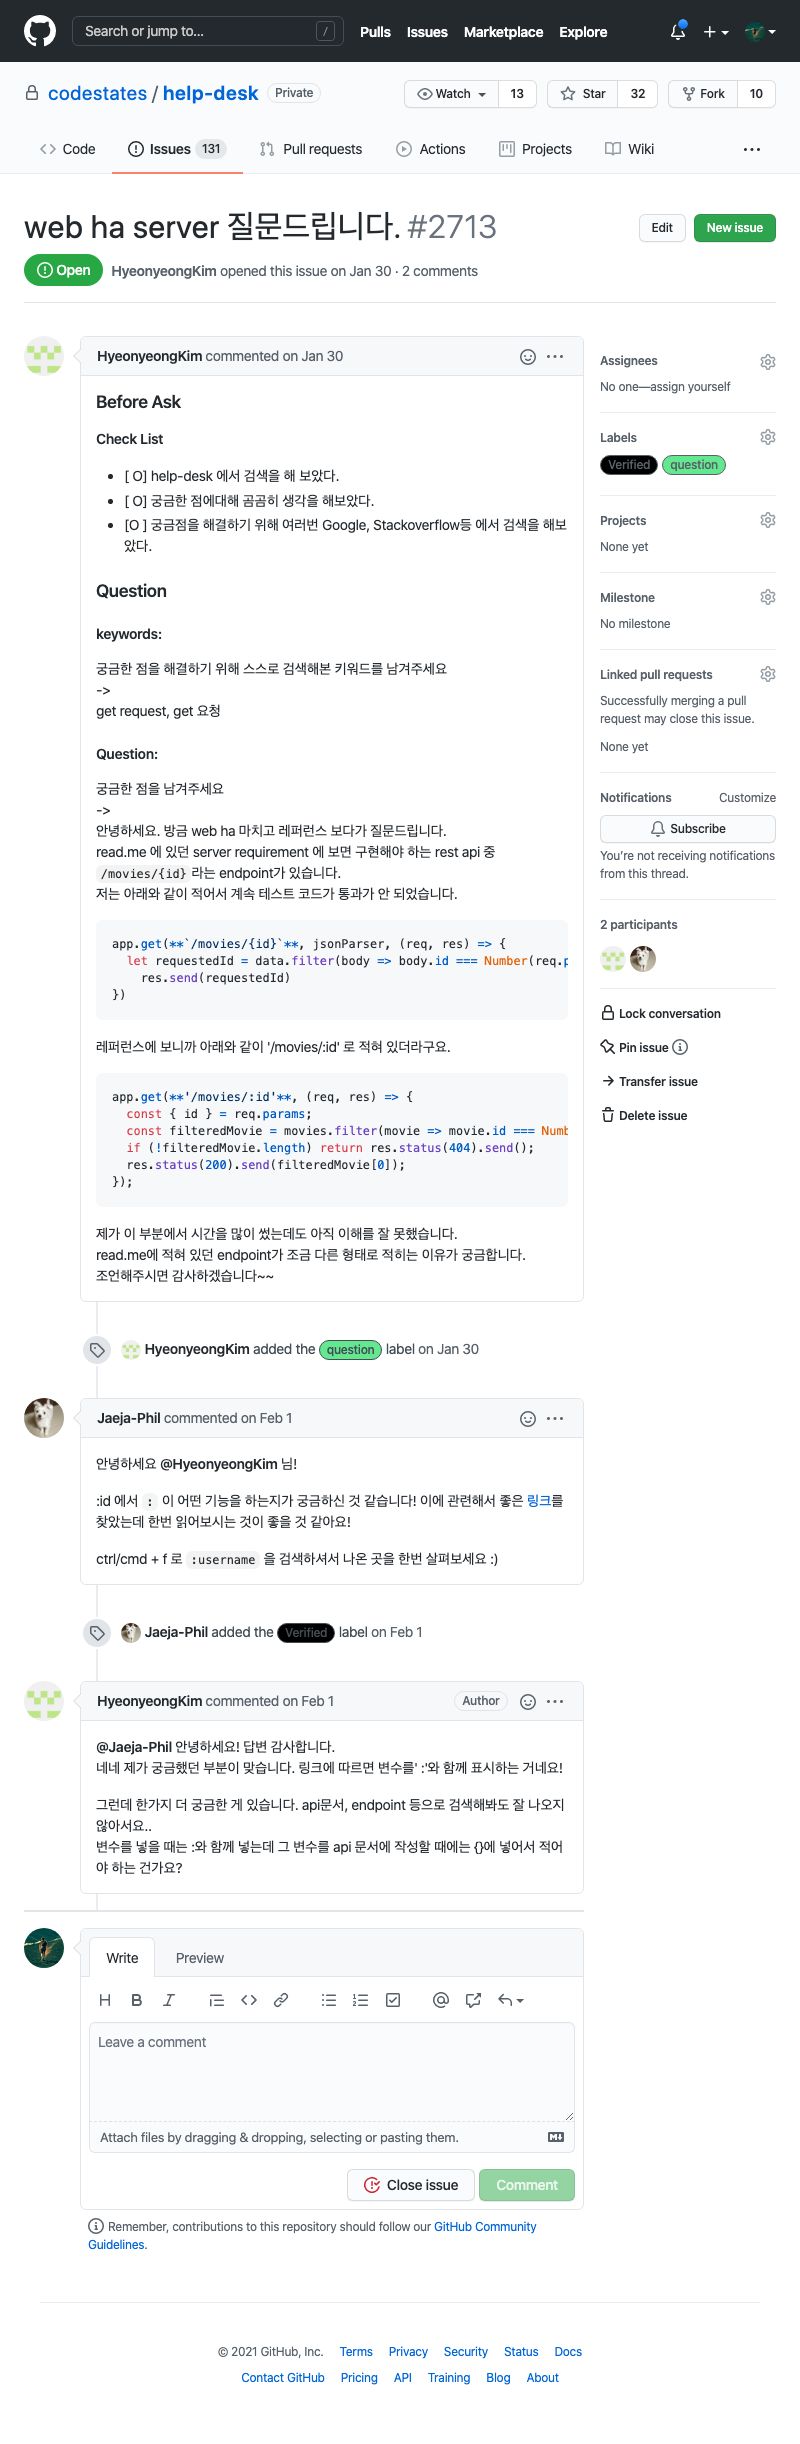 Search or jump to... /
Pulls Issues Marketplace Explore
codestates / help-desk Private
Watch 13 Star 32 Fork 10
Code Issues 131 Pull requests Actions Projects Wiki
web ha server 질문드립니다. #2713
Edit New issue
Open HyeonyeongKim opened this issue on Jan 30 · 2 comments
HyeonyeongKim commented on Jan 30
Before Ask
Check List
[ O] help-desk 에서 검색을 해 보았다.
[ O] 궁금한 점에대해 곰곰히 생각을 해보았다.
[O ] 궁금점을 해결하기 위해 여러번 Google, Stackoverflow등 에서 검색을 해보
았다.
Question
keywords:
궁금한 점을 해결하기 위해 스스로 검색해본 키워드를 남겨주세요
->
get request, get 요청
Question:
궁금한 점을 남겨주세요
->
안녕하세요. 방금 web ha 마치고 레퍼런스 보다가 질문드립니다.
read.me 에 있던 server requirement 에 보면 구현해야 하는 rest api 중
/movies/{id} 라는 endpoint가 있습니다.
저는 아래와 같이 적어서 계속 테스트 코드가 통과가 안 되었습니다.
app.get(**`/movies/{id}`**, jsonParser, (req, res) => {
let requestedId = data.filter(body => body.id === Number(req.p
res.send(requestedId)
})
레퍼런스에 보니까 아래와 같이 '/movies/:id' 로 적혀 있더라구요.
app.get(**'/movies/:id'**, (req, res) => {
const { id } = req.params;
const filteredMovie = movies.filter(movie => movie.id === Numb
if (!filteredMovie.length) return res.status(404).send();
res.status(200).send(filteredMovie[0]);
});
제가 이 부분에서 시간을 많이 썼는데도 아직 이해를 잘 못했습니다.
read.me에 적혀 있던 endpoint가 조금 다른 형태로 적히는 이유가 궁금합니다.
조언해주시면 감사하겠습니다~~
HyeonyeongKim added the question label on Jan 30
Jaeja-Phil commented on Feb 1
안녕하세요 @HyeonyeongKim 님!
:id 에서 : 이 어떤 기능을 하는지가 궁금하신 것 같습니다! 이에 관련해서 좋은 링크를
찾았는데 한번 읽어보시는 것이 좋을 것 같아요!
ctrl/cmd + f 로 :username 을 검색하셔서 나온 곳을 한번 살펴보세요 :)
Jaeja-Phil added the Verified label on Feb 1
HyeonyeongKim commented on Feb 1 Author
@Jaeja-Phil 안녕하세요! 답변 감사합니다.
네네 제가 궁금했던 부분이 맞습니다. 링크에 따르면 변수를' :'와 함께 표시하는 거네요!
그런데 한가지 더 궁금한 게 있습니다. api문서, endpoint 등으로 검색해봐도 잘 나오지
않아서요..
변수를 넣을 때는 :와 함께 넣는데 그 변수를 api 문서에 작성할 때에는 {}에 넣어서 적어
야 하는 건가요?
Write Preview
Leave a comment
Attach files by dragging & dropping, selecting or pasting them.
Close issue Comment
Remember, contributions to this repository should follow our GitHub Community
Guidelines.
Assignees
No one—assign yourself
Labels
Verified question
Projects
None yet
Milestone
No milestone
Linked pull requests
Successfully merging a pull
request may close this issue.
None yet
Notifications Customize
Subscribe
You're not receiving notifications
from this thread.
2 participants
Lock conversation
Pin issue
Transfer issue
Delete issue
© 2021 GitHub, Inc. Terms Privacy Security Status Docs
Contact GitHub Pricing API Training Blog About